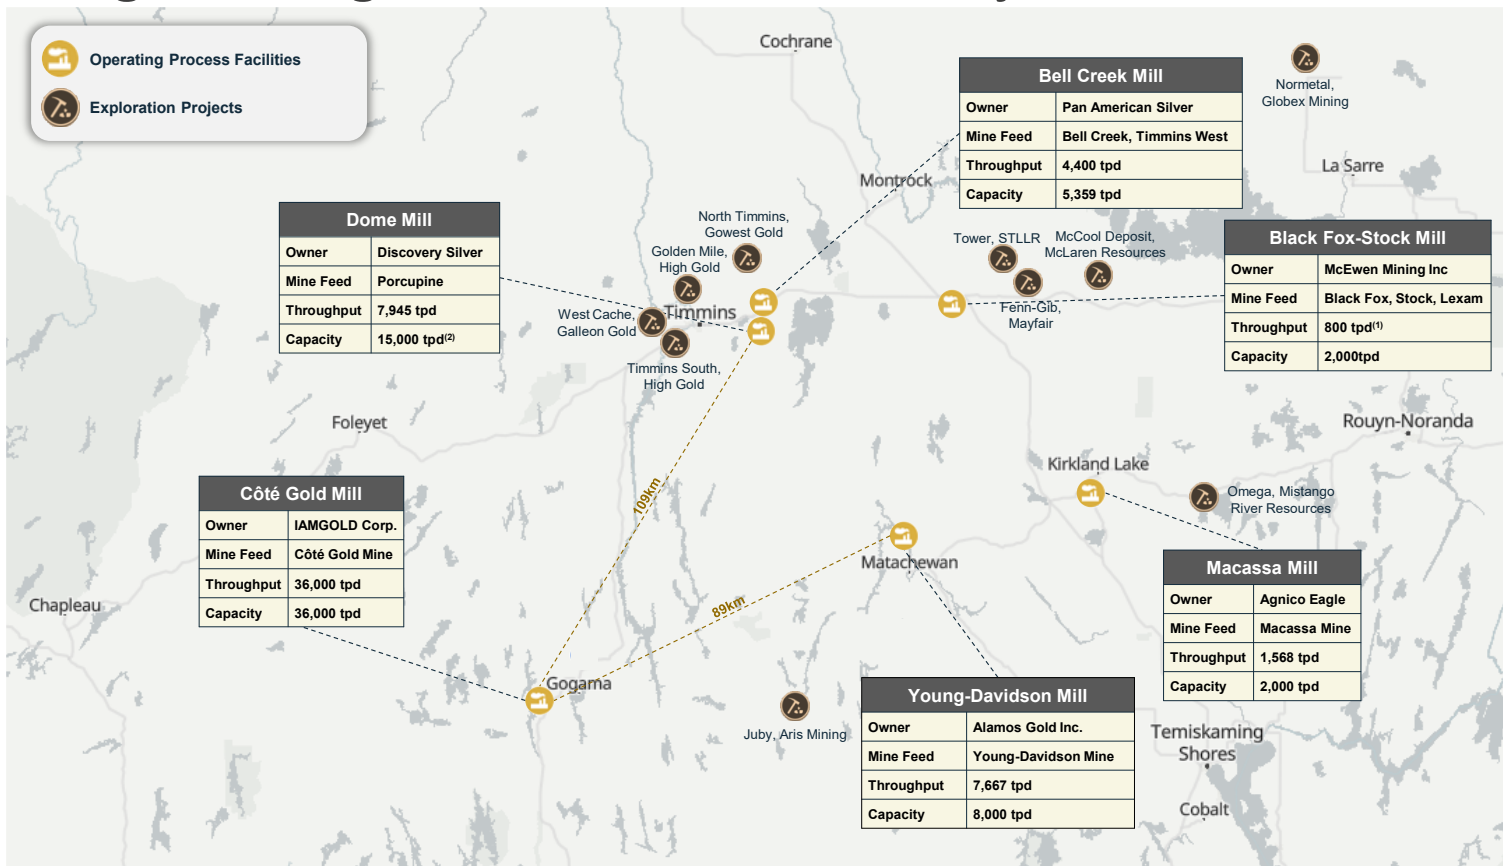 Operating Process Facilities
Exploration Projects
Cochrane
Normetal,
Globex Mining
La Sarre
Montrock
Bell Creek Mill
Owner Pan American Silver
Mine Feed Bell Creek, Timmins West
Throughput 4,400 tpd
Capacity 5,359 tpd
Dome Mill
Owner Discovery Silver
Mine Feed Porcupine
Throughput 7,945 tpd
Capacity 15,000 tpd(2)
North Timmins,
Gowest Gold
Golden Mile,
High Gold
West Cache,
Galleon Gold
Timmins
Timmins South,
High Gold
Tower, STLLR
McCool Deposit,
McLaren Resources
Fenn-Gib,
Mayfair
Black Fox-Stock Mill
Owner McEwen Mining Inc
Mine Feed Black Fox, Stock, Lexam
Throughput 800 tpd(1)
Capacity 2,000tpd
Foleyet
Rouyn-Noranda
Kirkland Lake
Omega, Mistango
River Resources
109km
89km
Côté Gold Mill
Owner IAMGOLD Corp.
Mine Feed Côté Gold Mine
Throughput 36,000 tpd
Capacity 36,000 tpd
Matachewan
Macassa Mill
Owner Agnico Eagle
Mine Feed Macassa Mine
Throughput 1,568 tpd
Capacity 2,000 tpd
Chapleau
Gogama
Juby, Aris Mining
Young-Davidson Mill
Owner Alamos Gold Inc.
Mine Feed Young-Davidson Mine
Throughput 7,667 tpd
Capacity 8,000 tpd
Temiskaming
Shores
Cobalt